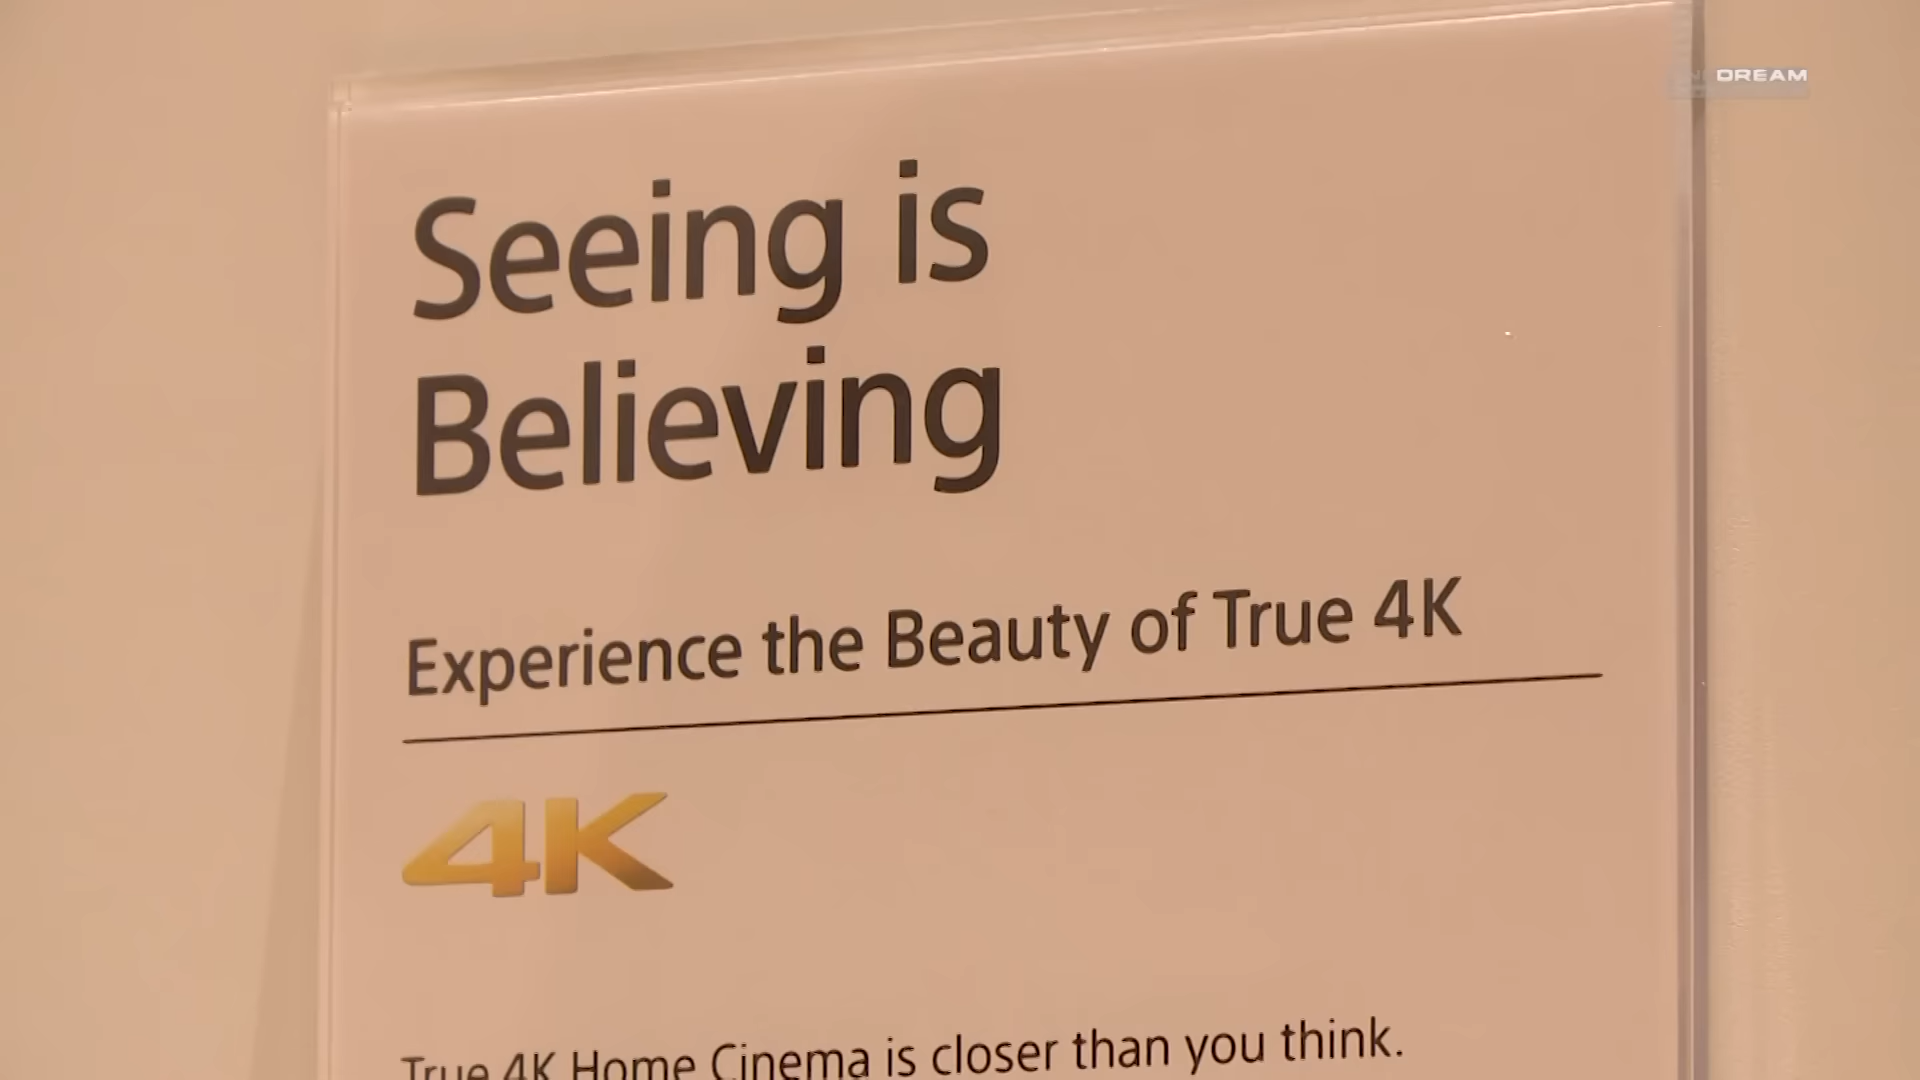 DREAM
Seeing is
Believing
Experience the Beauty of True 4K
4K
True 4K Home Cinema is closer than you think.